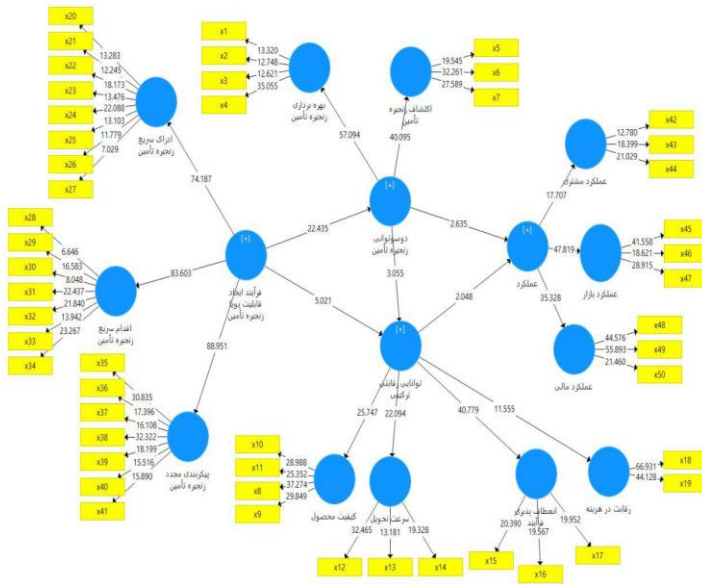 x20
x21
x22
x23
x24
x25
x26
x27
13.283
12.245
18.173
13.476
22.088
13.103
11.779
7.029
ادراک سریع
زنجیره تأمین
x1
x2
x3
x4
13.320
12.748
12.621
35.055
بهره برداری
زنجیره تأمین
x5
x6
x7
19.545
32.261
27.589
اکتشاف زنجیره
تأمین
57.094
40.095
74.187
x42
x43
x44
12.780
18.399
21.029
عملکرد مشتری
17.707
[+]
دوسوتوانی
زنجیره تأمین
22.435
2.635
3.055
[+]
فرآیند ایجاد
قابلیت پویا
زنجیره تأمین
83.603
5.021
88.951
[+]
عملکرد
47.819
2.048
35.328
x45
x46
x47
41.558
18.621
28.915
عملکرد بازار
x48
x49
x50
44.576
55.893
21.460
عملکرد مالی
x28
x29
x30
x31
x32
x33
x34
6.646
16.583
8.048
22.437
21.840
13.942
23.267
اقدام سریع
زنجیره تأمین
[+]
توانایی رقابتی
ترکیبی
25.747
22.094
40.779
11.555
x35
x36
x37
x38
x39
x40
x41
30.835
17.396
16.108
32.322
18.199
15.516
15.890
پیکربندی مجدد
زنجیره تأمین
x10
x11
x8
x9
28.988
25.352
37.274
29.849
کیفیت محصول
سرعت تحویل
32.465
13.181
19.328
x12
x13
x14
انعطاف پذیری
فرآیند
20.390
19.567
19.952
x15
x16
x17
x18
x19
66.931
44.128
رقابت در هزینه